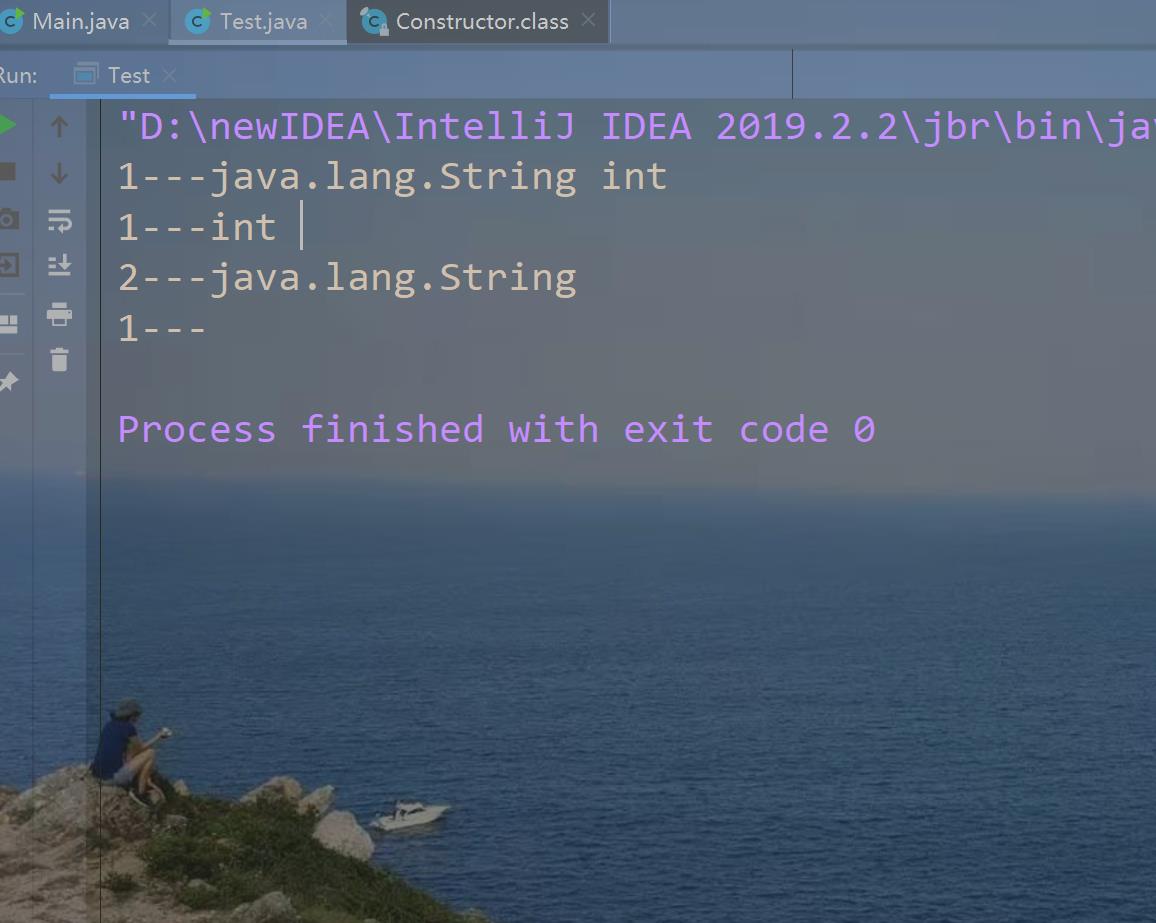 Main.java
Test.java
Constructor.class
Run:
Test
"D:\newIDEA\IntelliJ IDEA 2019.2.2\jbr\bin\jav
1---java.lang.String int
1---int
2---java.lang.String
1---
Process finished with exit code 0